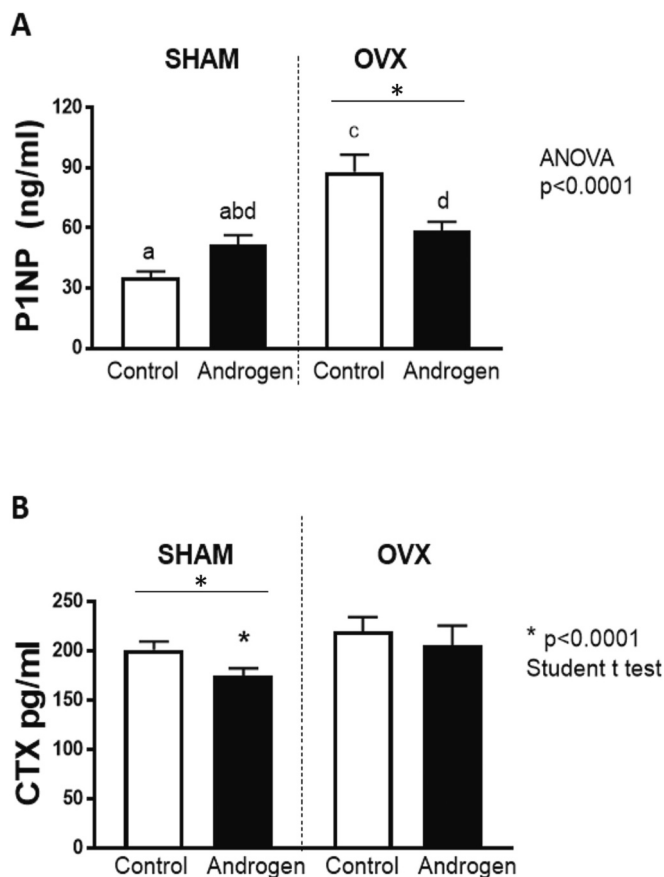 A
SHAM OVX
*
P1NP (ng/ml)
120
90
60
30
0
a
abd
c
d
ANOVA
p<0.0001
Control Androgen Control Androgen
B
SHAM OVX
*
CTX pg/ml
250
200
150
100
50
0
*
* p<0.0001
Student t test
Control Androgen Control Androgen